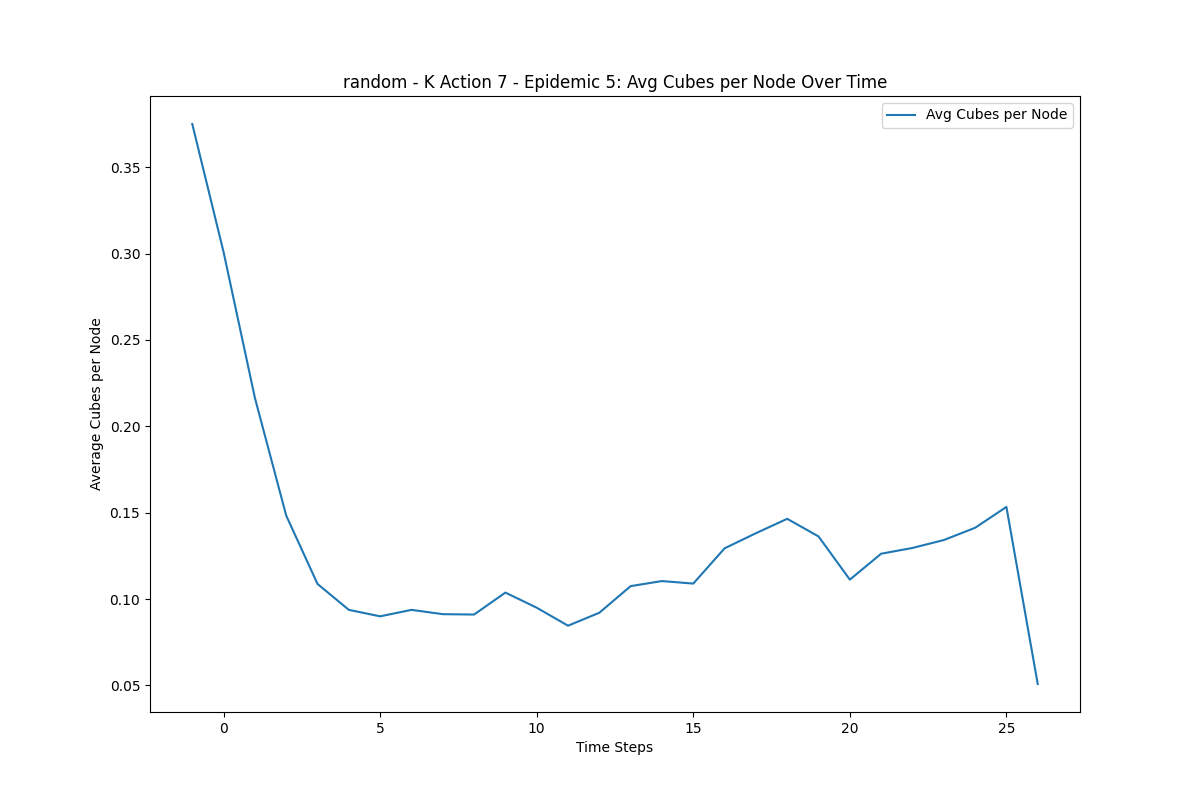 random - K Action 7 - Epidemic 5: Avg Cubes per Node Over Time
Avg Cubes per Node
Average Cubes per Node
0.35
0.30
0.25
0.20
0.15
0.10
0.05
0 5 10 15 20 25
Time Steps